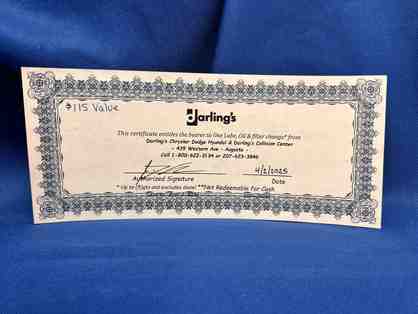 $115 Value
Darling's
This certificate entitles the bearer to One Lube, Oil & filter change* from
Darling's Chrysler Dodge Hyundai & Darling's Collision Center
- 439 Western Ave - Augusta -
Call 1-800-622-3134 or 207-623-3846
4/2/2025
Authorized Signature Date
* Up to 5 qts and excludes diesel **Not Redeemable For Cash